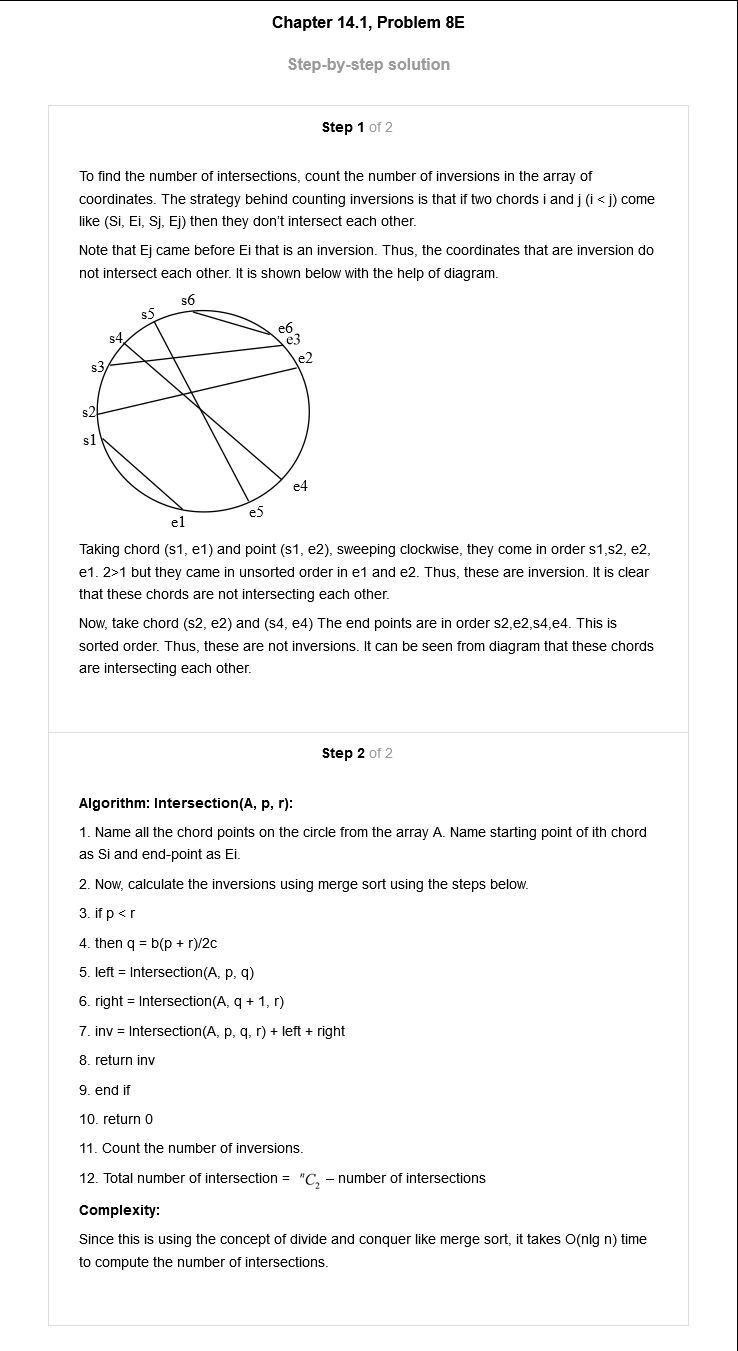 Chapter 14.1, Problem 8E
Step-by-step solution
Step 1 of 2
To find the number of intersections, count the number of inversions in the array of
coordinates. The strategy behind counting inversions is that if two chords i and j (i < j) come
like (Si, Ei, Sj, Ej) then they don't intersect each other.
Note that Ej came before Ei that is an inversion. Thus, the coordinates that are inversion do
not intersect each other. It is shown below with the help of diagram.
s6
s5
e6
s4
e3
e2
s3
s2
s1
e4
e5
e1
Taking chord (s1, e1) and point (s1, e2), sweeping clockwise, they come in order s1,s2, e2,
e1. 2>1 but they came in unsorted order in e1 and e2. Thus, these are inversion. It is clear
that these chords are not intersecting each other.
Now, take chord (s2, e2) and (s4, e4) The end points are in order s2,e2,s4,e4. This is
sorted order. Thus, these are not inversions. It can be seen from diagram that these chords
are intersecting each other.
Step 2 of 2
Algorithm: Intersection(A, p, r):
1. Name all the chord points on the circle from the array A. Name starting point of ith chord
as Si and end-point as Ei.
2. Now, calculate the inversions using merge sort using the steps below.
3. if p < r
4. then q = b(p + r)/2c
5. left = Intersection(A, p, q)
6. right = Intersection(A, q + 1, r)
7. inv = Intersection(A, p, q, r) + left + right
8. return inv
9. end if
10. return 0
11. Count the number of inversions.
12. Total number of intersection = ⁿC₂ – number of intersections
Complexity:
Since this is using the concept of divide and conquer like merge sort, it takes O(nlg n) time
to compute the number of intersections.